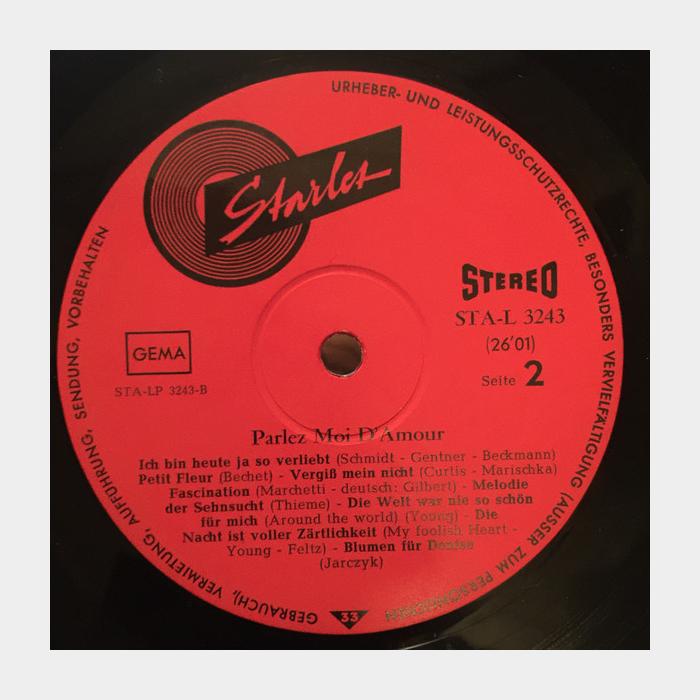 URHEBER- UND LEISTUNGSSCHUTZRECHTE, BESONDERS VERVIELFÄLTIGUNG (AUSSER ZUM PERSÖNLICHEN GEBRAUCH), VERMIETUNG, AUFFÜHRUNG, SENDUNG, VORBEHALTEN
Starlet
STEREO
STA-L 3243
(26'01)
Seite 2
GEMA
STA-LP 3243-B
Parlez Moi D'Amour
Ich bin heute ja so verliebt (Schmidt - Gentner - Beckmann)
Petit Fleur (Bechet) - Vergiß mein nicht (Curtis - Marischka)
Fascination (Marchetti - deutsch: Gilbert) - Melodie
der Sehnsucht (Thieme) - Die Welt war nie so schön
für mich (Around the world) (Young) - Die
Nacht ist voller Zärtlichkeit (My foolish Heart -
Young - Feltz) - Blumen für Denise
(Jarczyk)
33